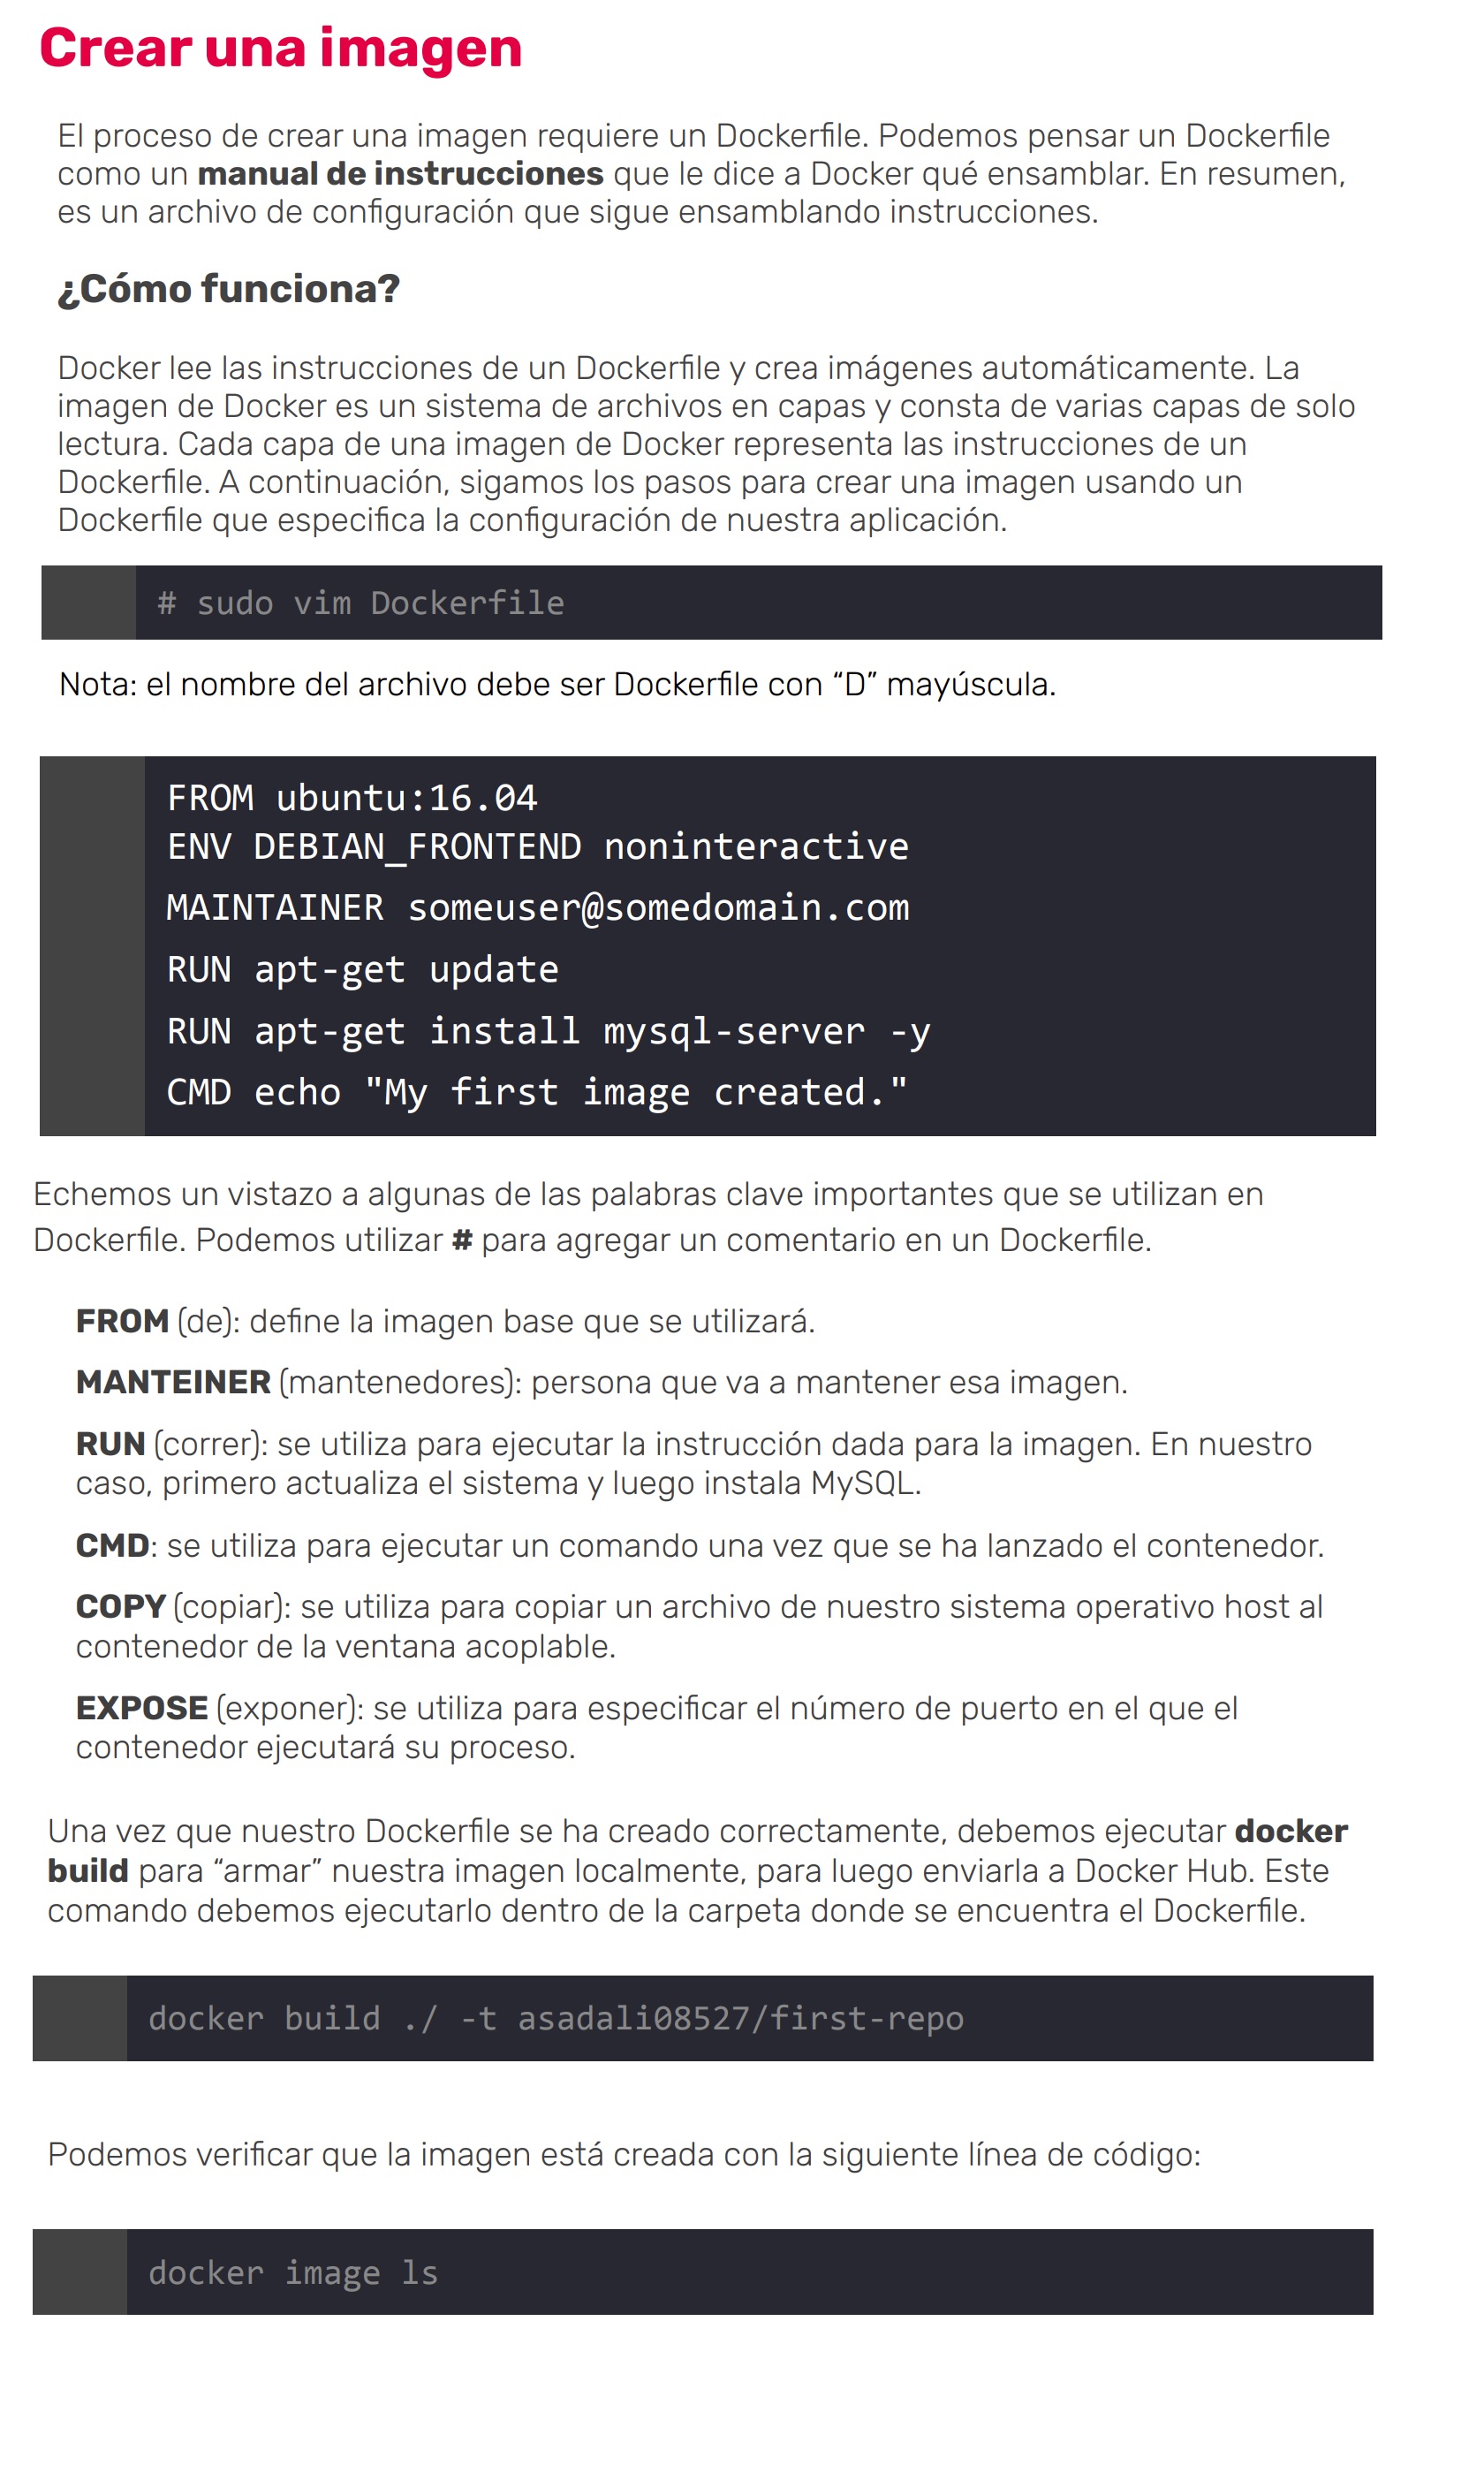 Crear una imagen
El proceso de crear una imagen requiere un Dockerfile. Podemos pensar un Dockerfile
como un manual de instrucciones que le dice a Docker qué ensamblar. En resumen,
es un archivo de configuración que sigue ensamblando instrucciones.
¿Cómo funciona?
Docker lee las instrucciones de un Dockerfile y crea imágenes automáticamente. La
imagen de Docker es un sistema de archivos en capas y consta de varias capas de solo
lectura. Cada capa de una imagen de Docker representa las instrucciones de un
Dockerfile. A continuación, sigamos los pasos para crear una imagen usando un
Dockerfile que especifica la configuración de nuestra aplicación.
# sudo vim Dockerfile
Nota: el nombre del archivo debe ser Dockerfile con “D” mayúscula.
FROM ubuntu:16.04
ENV DEBIAN_FRONTEND noninteractive
MAINTAINER someuser@somedomain.com
RUN apt-get update
RUN apt-get install mysql-server -y
CMD echo "My first image created."
Echemos un vistazo a algunas de las palabras clave importantes que se utilizan en
Dockerfile. Podemos utilizar # para agregar un comentario en un Dockerfile.
FROM (de): define la imagen base que se utilizará.
MANTEINER (mantenedores): persona que va a mantener esa imagen.
RUN (correr): se utiliza para ejecutar la instrucción dada para la imagen. En nuestro
caso, primero actualiza el sistema y luego instala MySQL.
CMD: se utiliza para ejecutar un comando una vez que se ha lanzado el contenedor.
COPY (copiar): se utiliza para copiar un archivo de nuestro sistema operativo host al
contenedor de la ventana acoplable.
EXPOSE (exponer): se utiliza para especificar el número de puerto en el que el
contenedor ejecutará su proceso.
Una vez que nuestro Dockerfile se ha creado correctamente, debemos ejecutar docker
build para “armar” nuestra imagen localmente, para luego enviarla a Docker Hub. Este
comando debemos ejecutarlo dentro de la carpeta donde se encuentra el Dockerfile.
docker build ./ -t asadali08527/first-repo
Podemos verificar que la imagen está creada con la siguiente línea de código:
docker image ls